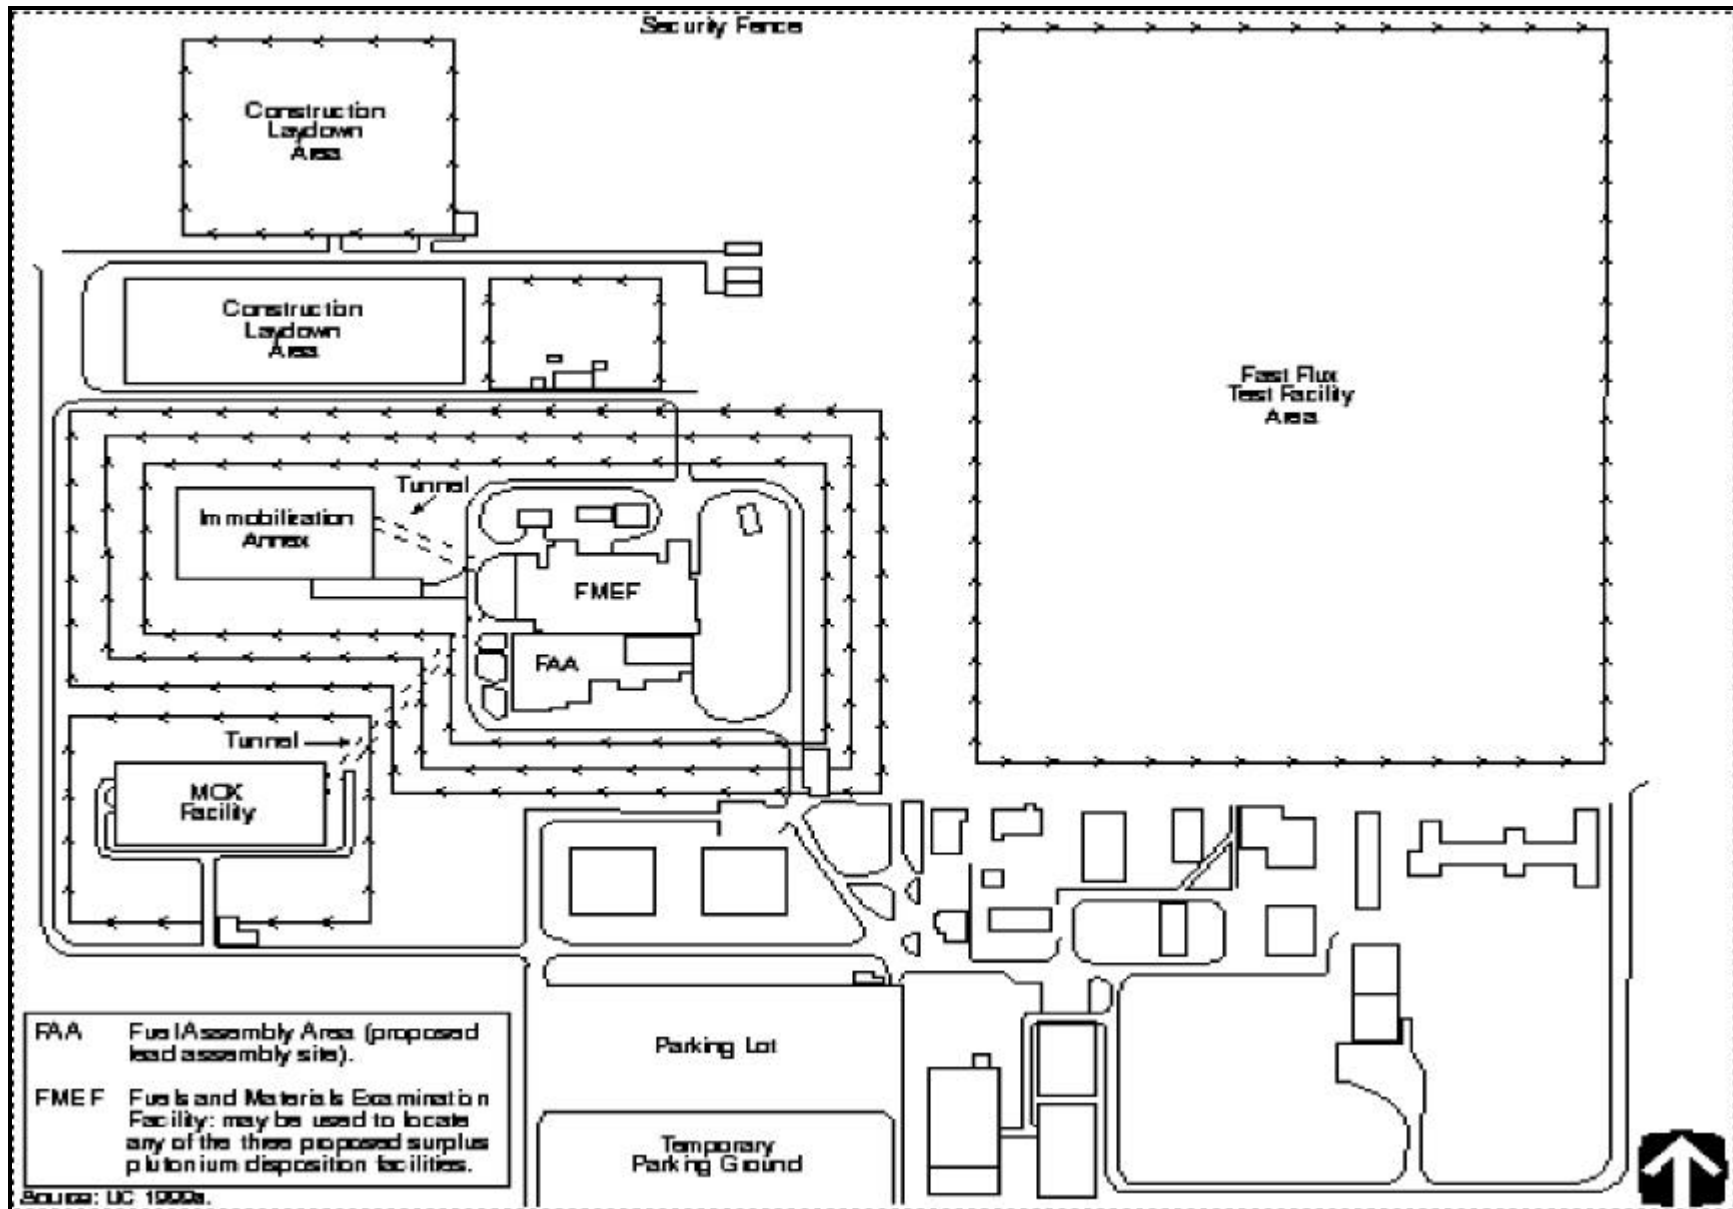 Security Fence
Construction
Laydown
Area
Construction
Laydown
Area
Fast Flux
Test Facility
Area
Tunnel
Immobilization
Annex
FMEF
FAA
Tunnel
MOX
Facility
FAA Fuel Assembly Area (proposed
lead assembly site).
FMEF Fuels and Materials Examination
Facility: may be used to locate
any of the three proposed surplus
plutonium disposition facilities.
Parking Lot
Temporary
Parking Ground
Source: UC 1999a.